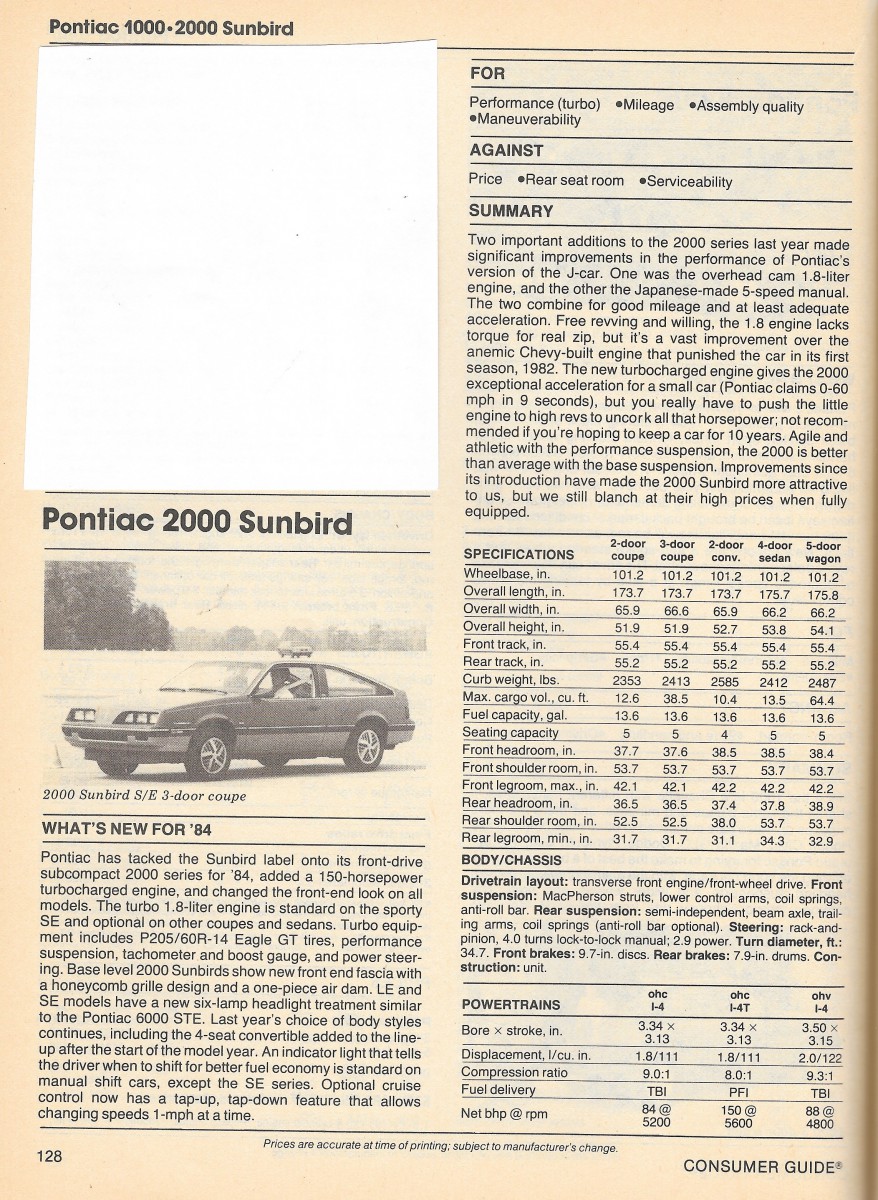 Pontiac 1000•2000 Sunbird
Pontiac 2000 Sunbird
2000 Sunbird S/E 3-door coupe
WHAT'S NEW FOR '84
Pontiac has tacked the Sunbird label onto its front-drive
subcompact 2000 series for '84, added a 150-horsepower
turbocharged engine, and changed the front-end look on all
models. The turbo 1.8-liter engine is standard on the sporty
SE and optional on other coupes and sedans. Turbo equip-
ment includes P205/60R-14 Eagle GT tires, performance
suspension, tachometer and boost gauge, and power steer-
ing. Base level 2000 Sunbirds show new front end fascia with
a honeycomb grille design and a one-piece air dam. LE and
SE models have a new six-lamp headlight treatment similar
to the Pontiac 6000 STE. Last year's choice of body styles
continues, including the 4-seat convertible added to the line-
up after the start of the model year. An indicator light that tells
the driver when to shift for better fuel economy is standard on
manual shift cars, except the SE series. Optional cruise
control now has a tap-up, tap-down feature that allows
changing speeds 1-mph at a time.
FOR
Performance (turbo) •Mileage •Assembly quality
•Maneuverability
AGAINST
Price •Rear seat room •Serviceability
SUMMARY
Two important additions to the 2000 series last year made
significant improvements in the performance of Pontiac's
version of the J-car. One was the overhead cam 1.8-liter
engine, and the other the Japanese-made 5-speed manual.
The two combine for good mileage and at least adequate
acceleration. Free revving and willing, the 1.8 engine lacks
torque for real zip, but it's a vast improvement over the
anemic Chevy-built engine that punished the car in its first
season, 1982. The new turbocharged engine gives the 2000
exceptional acceleration for a small car (Pontiac claims 0-60
mph in 9 seconds), but you really have to push the little
engine to high revs to uncork all that horsepower; not recom-
mended if you're hoping to keep a car for 10 years. Agile and
athletic with the performance suspension, the 2000 is better
than average with the base suspension. Improvements since
its introduction have made the 2000 Sunbird more attractive
to us, but we still blanch at their high prices when fully
equipped.
SPECIFICATIONS 2-door coupe 3-door coupe 2-door conv. 4-door sedan 5-door wagon
Wheelbase, in. 101.2 101.2 101.2 101.2 101.2
Overall length, in. 173.7 173.7 173.7 175.7 175.8
Overall width, in. 65.9 66.6 65.9 66.2 66.2
Overall height, in. 51.9 51.9 52.7 53.8 54.1
Front track, in. 55.4 55.4 55.4 55.4 55.4
Rear track, in. 55.2 55.2 55.2 55.2 55.2
Curb weight, lbs. 2353 2413 2585 2412 2487
Max. cargo vol., cu. ft. 12.6 38.5 10.4 13.5 64.4
Fuel capacity, gal. 13.6 13.6 13.6 13.6 13.6
Seating capacity 5 5 4 5 5
Front headroom, in. 37.7 37.6 38.5 38.5 38.4
Front shoulder room, in. 53.7 53.7 53.7 53.7 53.7
Front legroom, max., in. 42.1 42.1 42.2 42.2 42.2
Rear headroom, in. 36.5 36.5 37.4 37.8 38.9
Rear shoulder room, in. 52.5 52.5 38.0 53.7 53.7
Rear legroom, min., in. 31.7 31.7 31.1 34.3 32.9
BODY/CHASSIS
Drivetrain layout: transverse front engine/front-wheel drive. Front
suspension: MacPherson struts, lower control arms, coil springs,
anti-roll bar. Rear suspension: semi-independent, beam axle, trail-
ing arms, coil springs (anti-roll bar optional). Steering: rack-and-
pinion, 4.0 turns lock-to-lock manual; 2.9 power. Turn diameter, ft.:
34.7. Front brakes: 9.7-in. discs. Rear brakes: 7.9-in. drums. Con-
struction: unit.
POWERTRAINS ohc I-4 ohc I-4T ohv I-4
Bore × stroke, in. 3.34 × 3.13 3.34 × 3.13 3.50 × 3.15
Displacement, l/cu. in. 1.8/111 1.8/111 2.0/122
Compression ratio 9.0:1 8.0:1 9.3:1
Fuel delivery TBI PFI TBI
Net bhp @ rpm 84 @ 5200 150 @ 5600 88 @ 4800
Prices are accurate at time of printing; subject to manufacturer's change.
128
CONSUMER GUIDE®